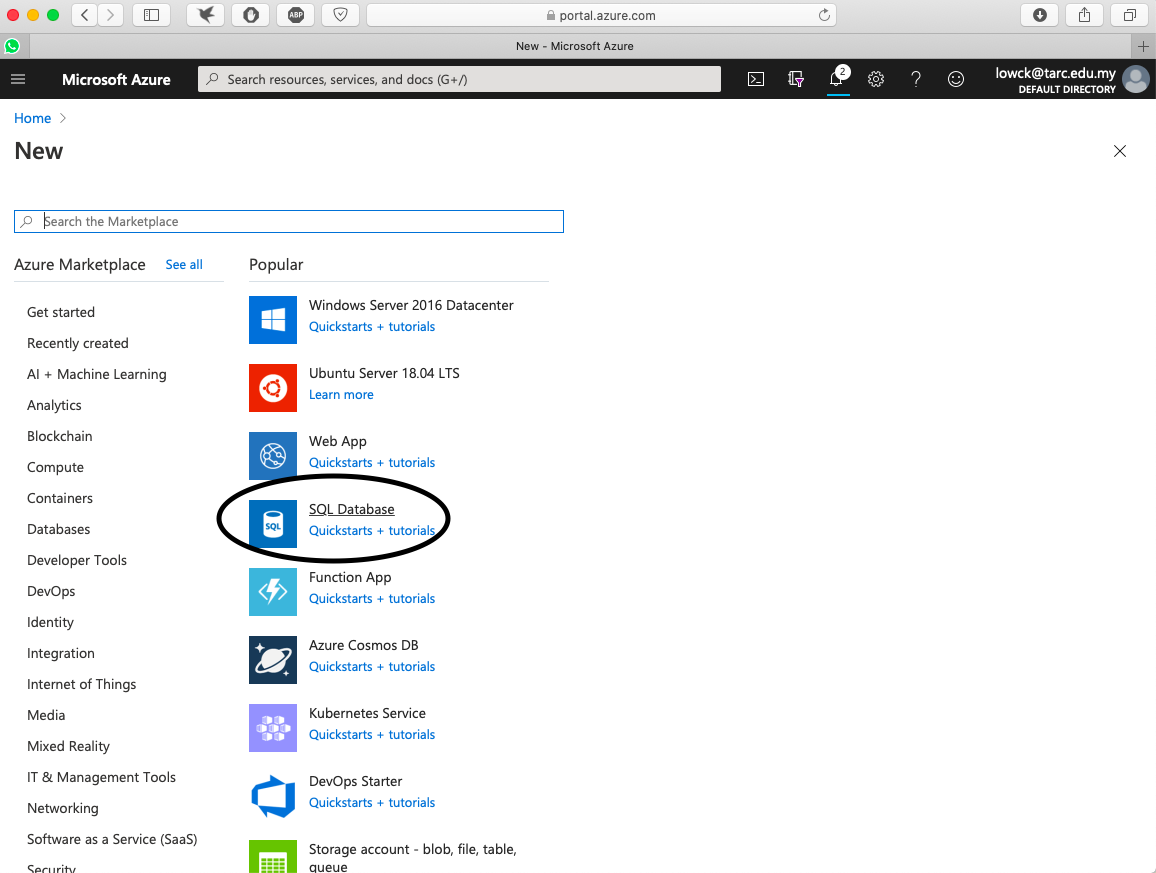 ABP
portal.azure.com
New - Microsoft Azure
Microsoft Azure
Search resources, services, and docs (G+/)
2
lowck@tarc.edu.my
DEFAULT DIRECTORY
Home
New
Search the Marketplace
Azure Marketplace
See all
Get started
Recently created
AI + Machine Learning
Analytics
Blockchain
Compute
Containers
Databases
Developer Tools
DevOps
Identity
Integration
Internet of Things
Media
Mixed Reality
IT & Management Tools
Networking
Software as a Service (SaaS)
Security
Popular
Windows Server 2016 Datacenter
Quickstarts + tutorials
Ubuntu Server 18.04 LTS
Learn more
Web App
Quickstarts + tutorials
SQL
SQL Database
Quickstarts + tutorials
Function App
Quickstarts + tutorials
Azure Cosmos DB
Quickstarts + tutorials
Kubernetes Service
Quickstarts + tutorials
DevOps Starter
Quickstarts + tutorials
Storage account - blob, file, table,
queue